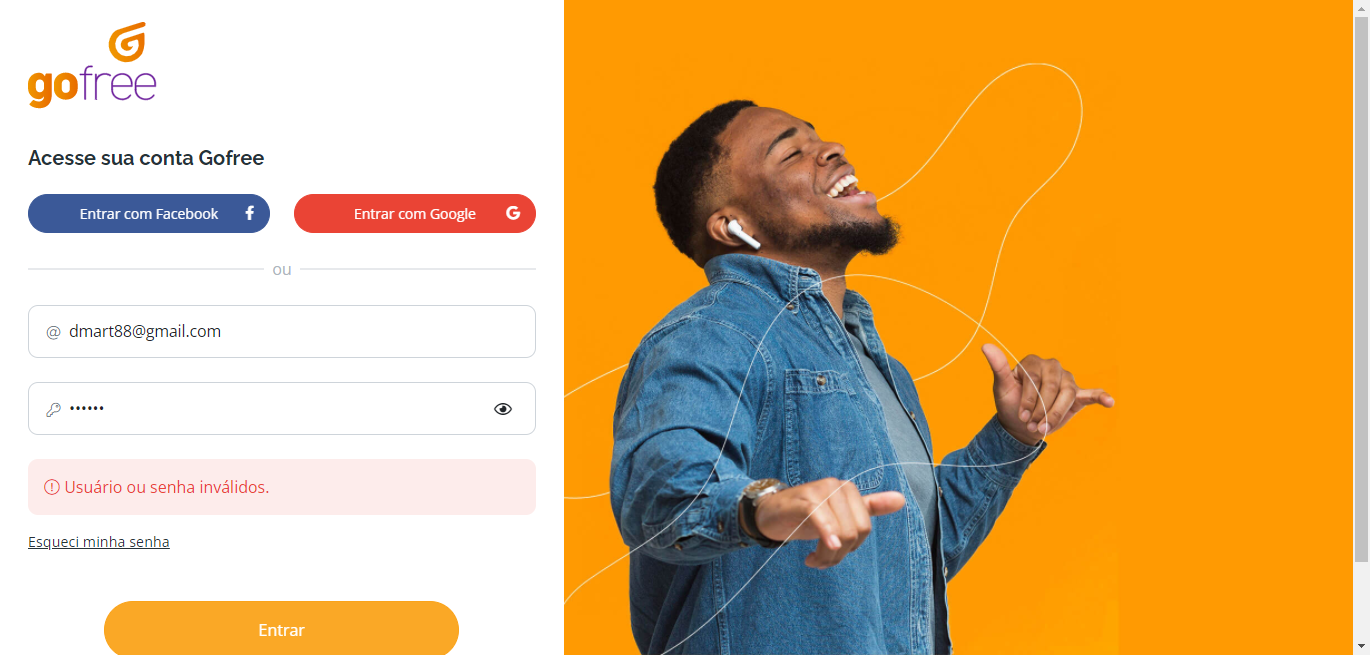 gofree
Acesse sua conta Gofree
Entrar com Facebook
Entrar com Google
ou
@ dmart88@gmail.com
••••••
Usuário ou senha inválidos.
Esqueci minha senha
Entrar